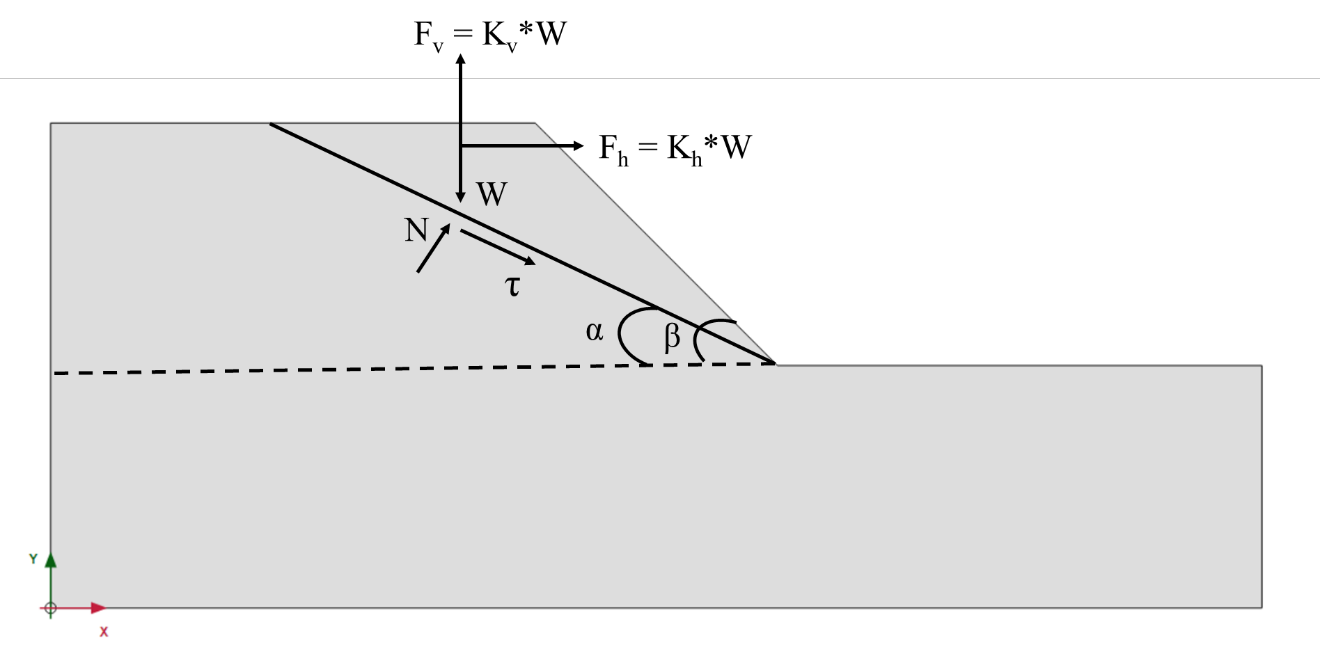 Fv = Kv*W
Fh = Kh*W
W
N
τ
α
β
Y
X